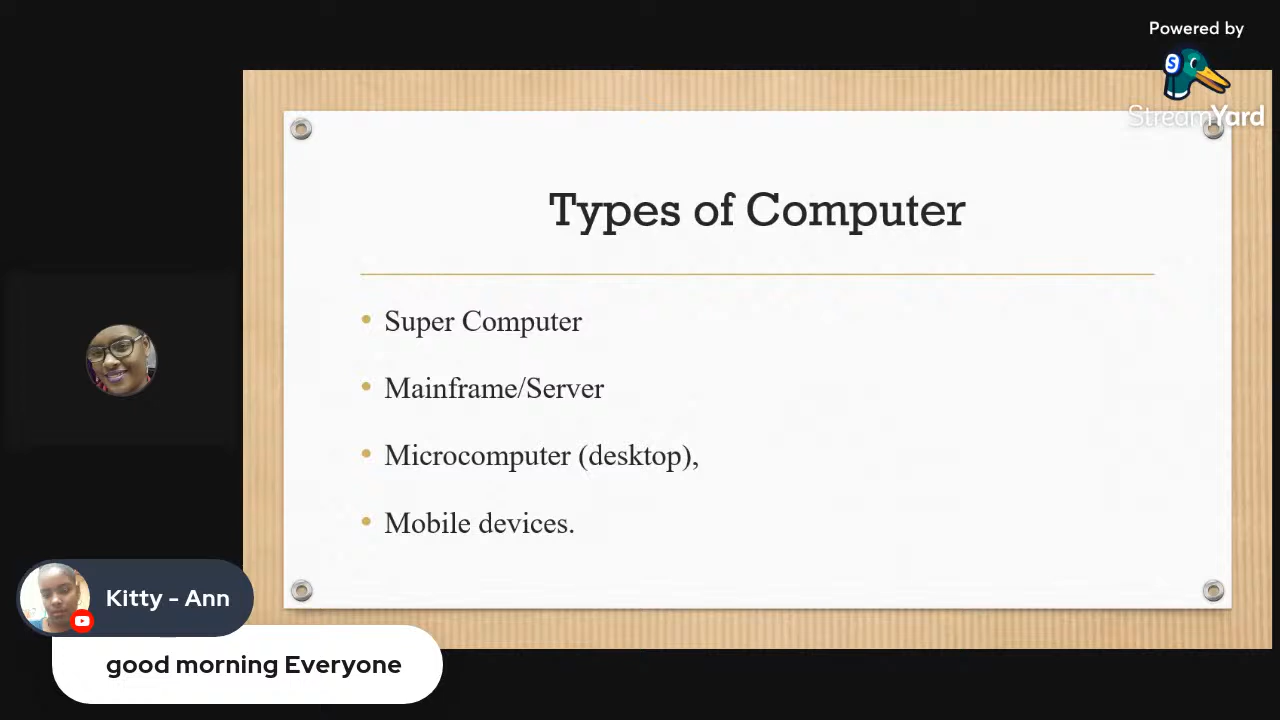 Powered by
StreamYard
Types of Computer
Super Computer
Mainframe/Server
Microcomputer (desktop),
Mobile devices.
Kitty - Ann
good morning Everyone